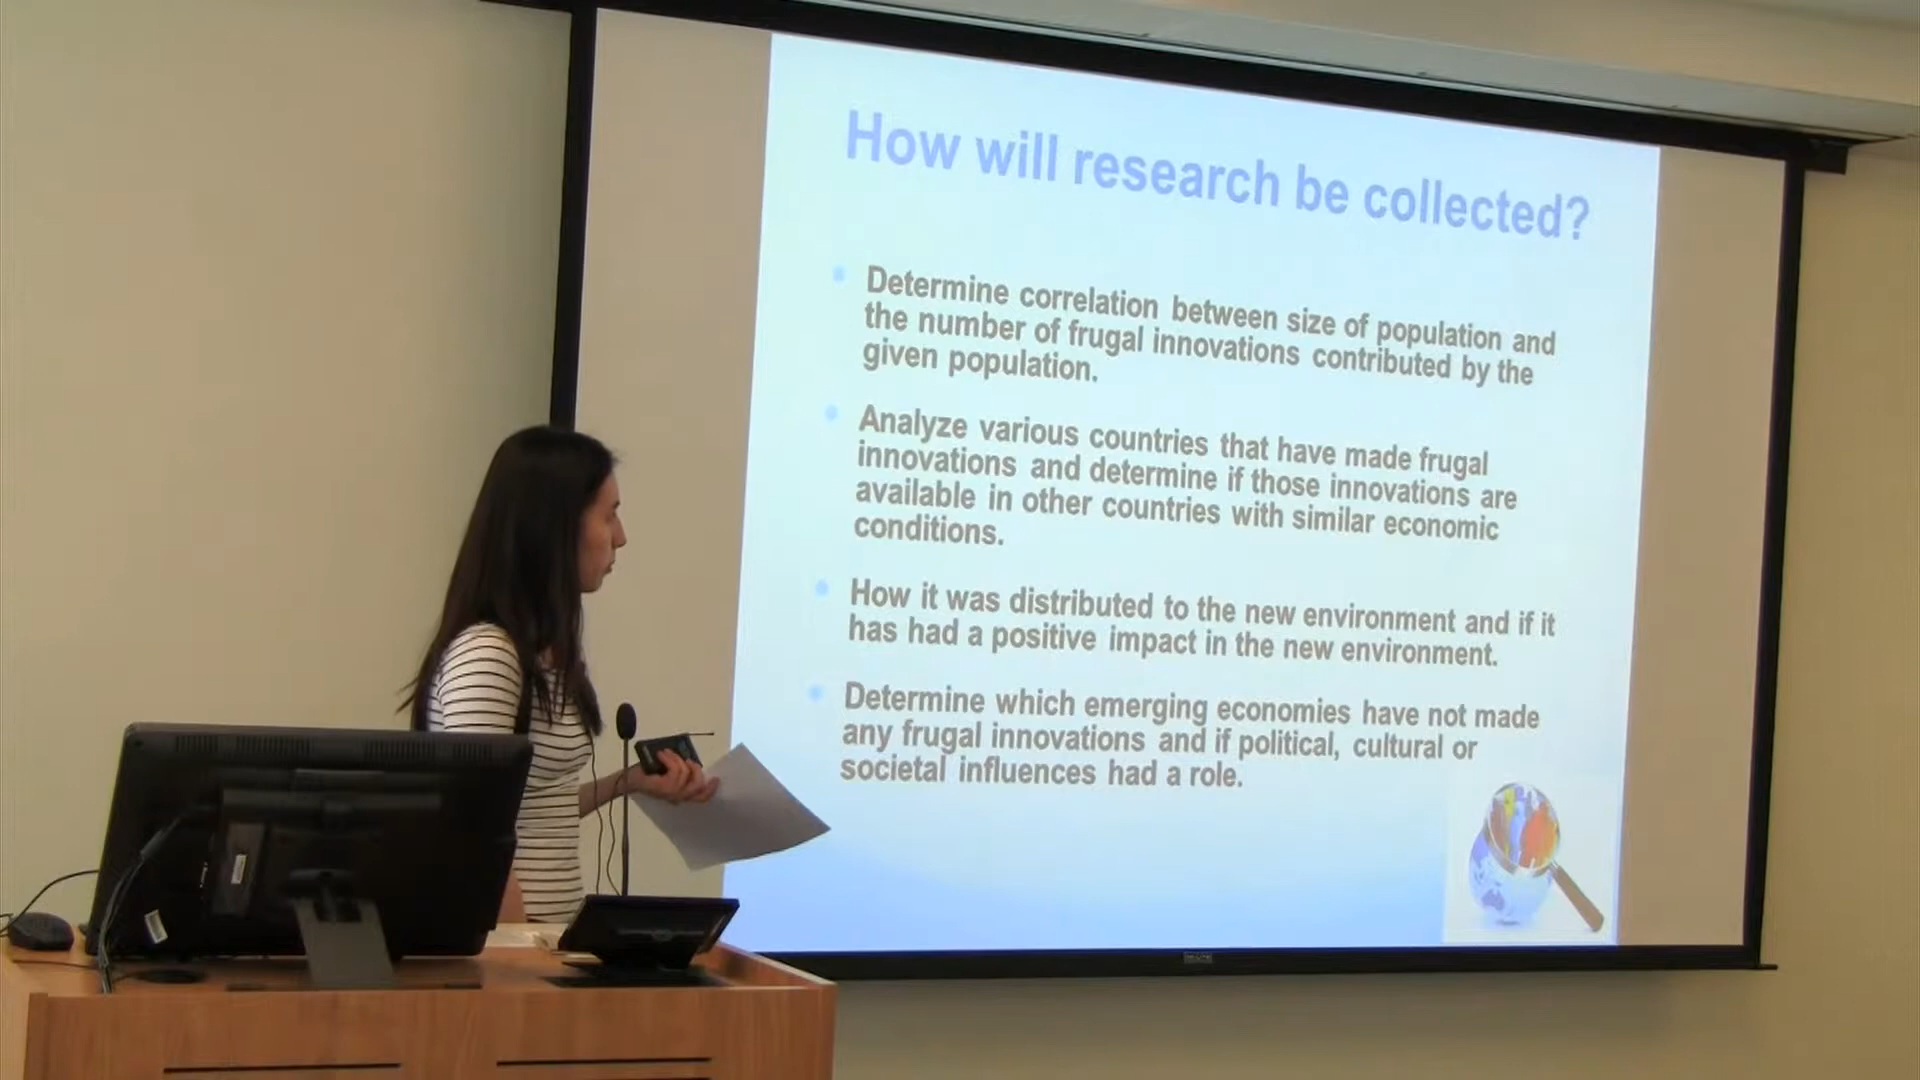 How will research be collected?
Determine correlation between size of population and
the number of frugal innovations contributed by the
given population.
Analyze various countries that have made frugal
innovations and determine if those innovations are
available in other countries with similar economic
conditions.
How it was distributed to the new environment and if it
has had a positive impact in the new environment.
Determine which emerging economies have not made
any frugal innovations and if political, cultural or
societal influences had a role.